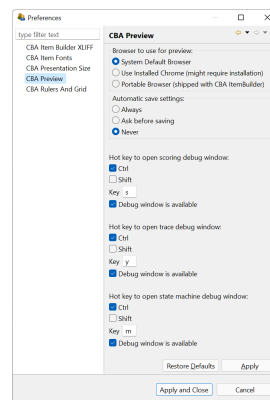 Preferences
type filter text
CBA Item Builder XLIFF
CBA Item Fonts
CBA Presentation Size
CBA Preview
CBA Rulers And Grid
CBA Preview
Browser to use for preview:
System Default Browser
Use Installed Chrome (might require installation)
Portable Browser (shipped with CBA ItemBuilder)
Automatic save settings:
Always
Ask before saving
Never
Hot key to open scoring debug window:
Ctrl
Shift
Key s
Debug window is available
Hot key to open trace debug window:
Ctrl
Shift
Key y
Debug window is available
Hot key to open state machine debug window:
Ctrl
Shift
Key m
Debug window is available
Restore Defaults Apply
Apply and Close Cancel